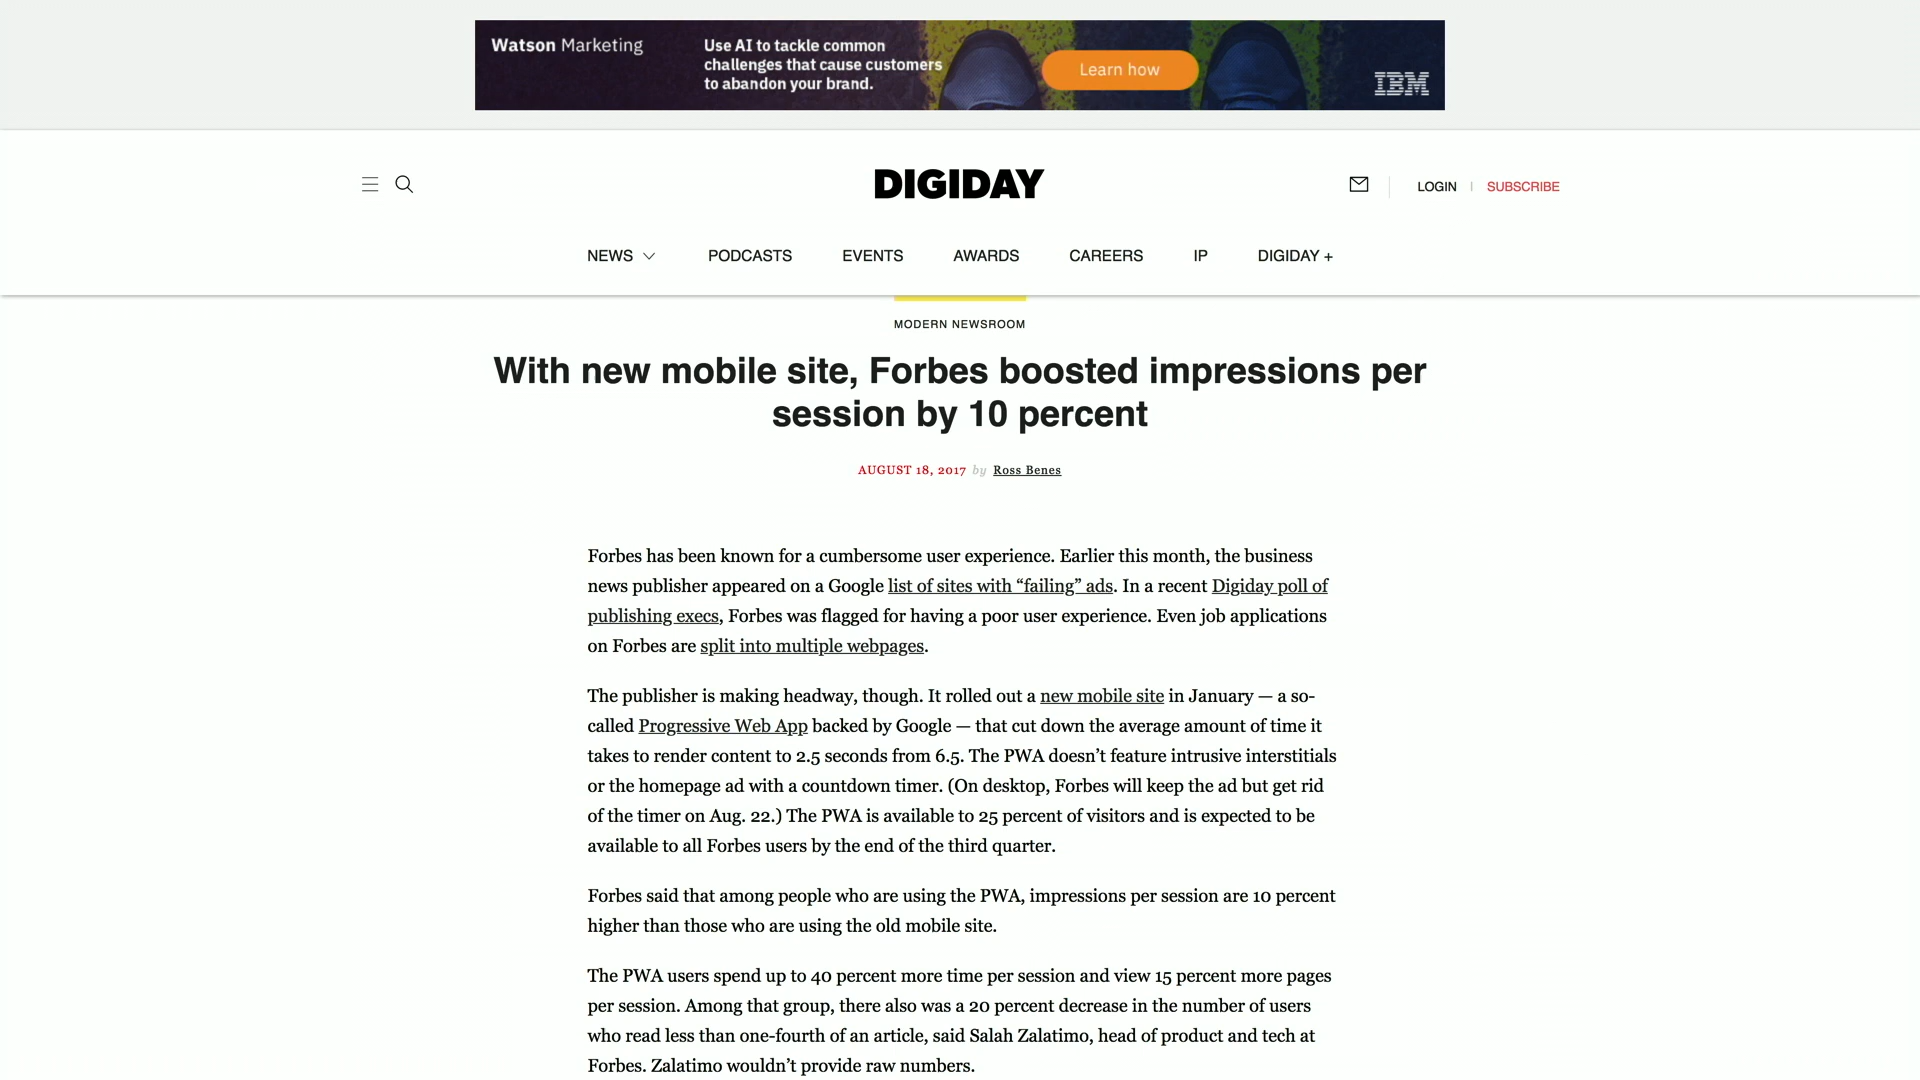 Watson Marketing
Use AI to tackle common
challenges that cause customers
to abandon your brand.
Learn how
IBM
DIGIDAY
LOGIN | SUBSCRIBE
NEWS PODCASTS EVENTS AWARDS CAREERS IP DIGIDAY +
MODERN NEWSROOM
With new mobile site, Forbes boosted impressions per
session by 10 percent
AUGUST 18, 2017 by Ross Benes
Forbes has been known for a cumbersome user experience. Earlier this month, the business
news publisher appeared on a Google list of sites with “failing” ads. In a recent Digiday poll of
publishing execs, Forbes was flagged for having a poor user experience. Even job applications
on Forbes are split into multiple webpages.
The publisher is making headway, though. It rolled out a new mobile site in January — a so-
called Progressive Web App backed by Google — that cut down the average amount of time it
takes to render content to 2.5 seconds from 6.5. The PWA doesn’t feature intrusive interstitials
or the homepage ad with a countdown timer. (On desktop, Forbes will keep the ad but get rid
of the timer on Aug. 22.) The PWA is available to 25 percent of visitors and is expected to be
available to all Forbes users by the end of the third quarter.
Forbes said that among people who are using the PWA, impressions per session are 10 percent
higher than those who are using the old mobile site.
The PWA users spend up to 40 percent more time per session and view 15 percent more pages
per session. Among that group, there also was a 20 percent decrease in the number of users
who read less than one-fourth of an article, said Salah Zalatimo, head of product and tech at
Forbes. Zalatimo wouldn’t provide raw numbers.